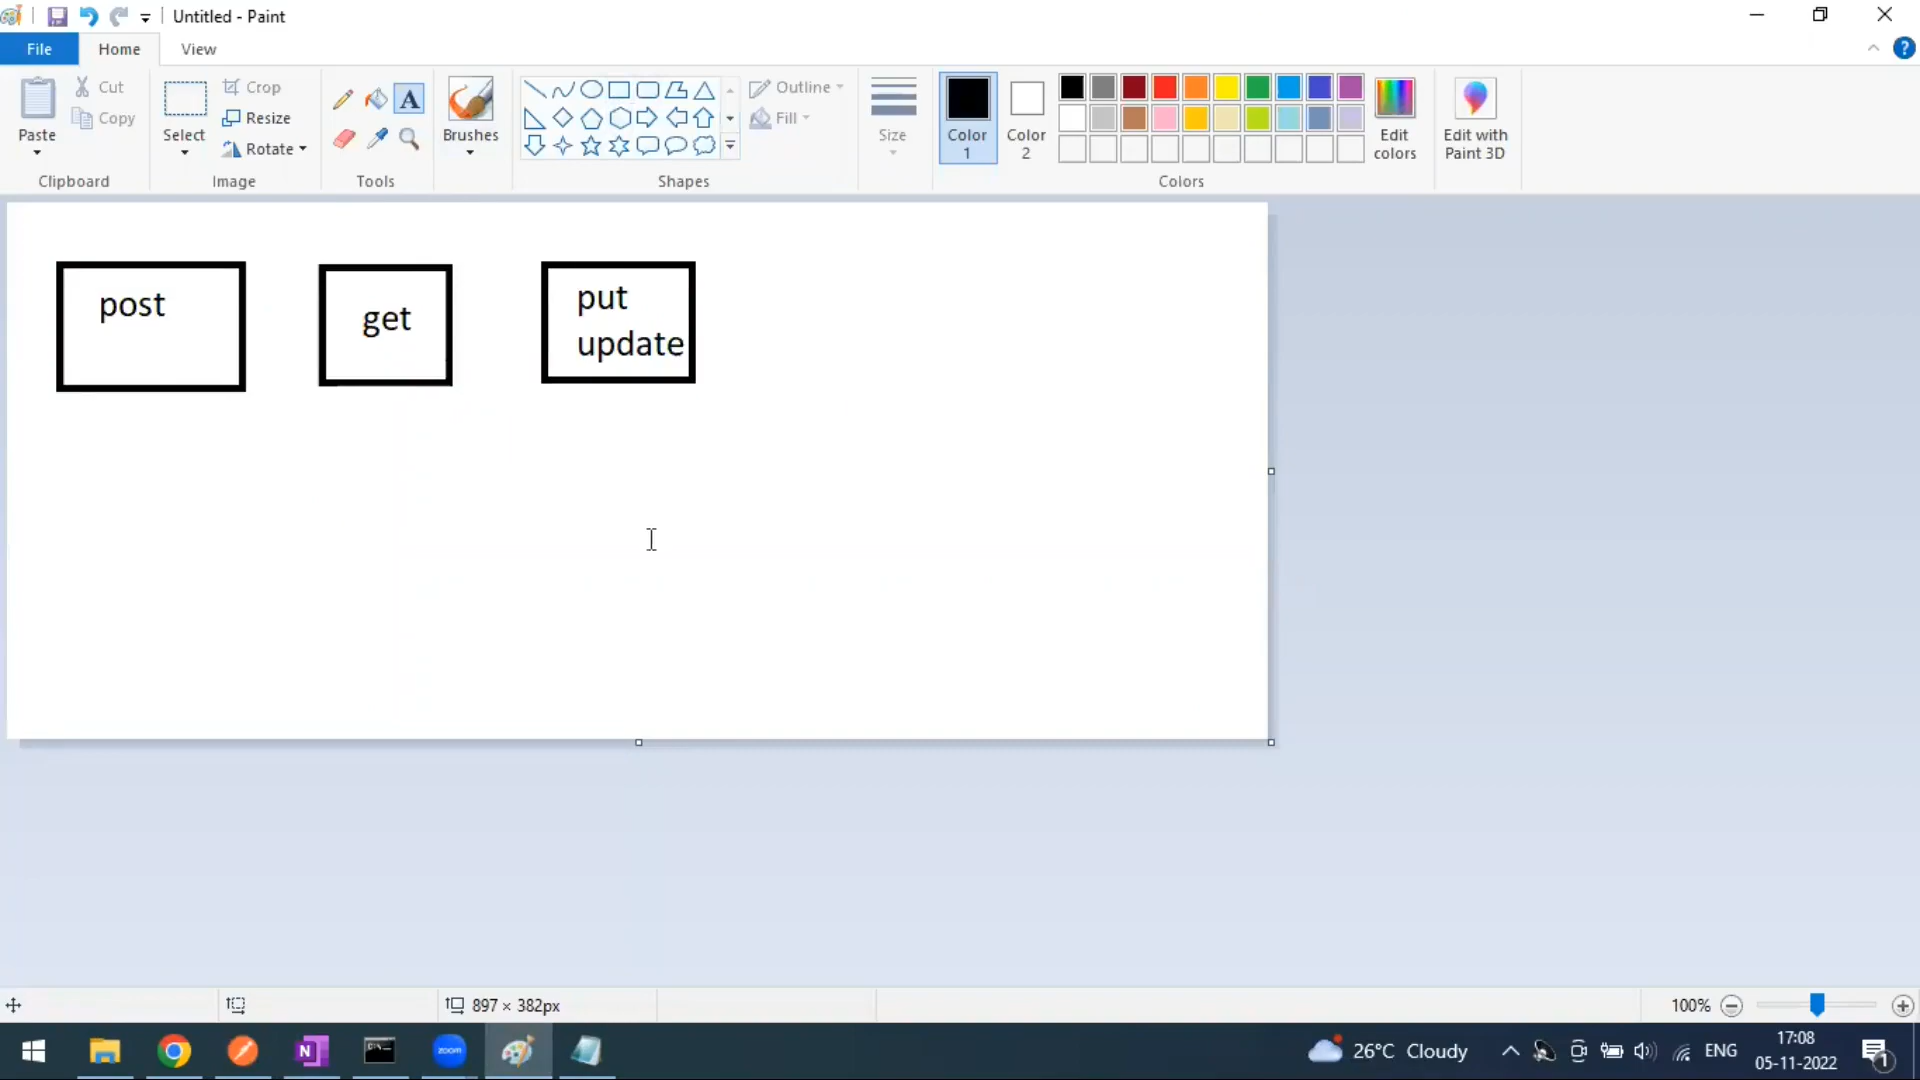 Untitled - Paint
File
Home
View
Paste
Cut
Copy
Clipboard
Select
Crop
Resize
Rotate
Image
A
Tools
Brushes
Shapes
Outline
Fill
Size
Color 1
Color 2
Edit colors
Colors
Edit with Paint 3D
?
post
get
put
update
897 × 382px
100%
N
zoom
26°C Cloudy
ENG
17:08
05-11-2022
1